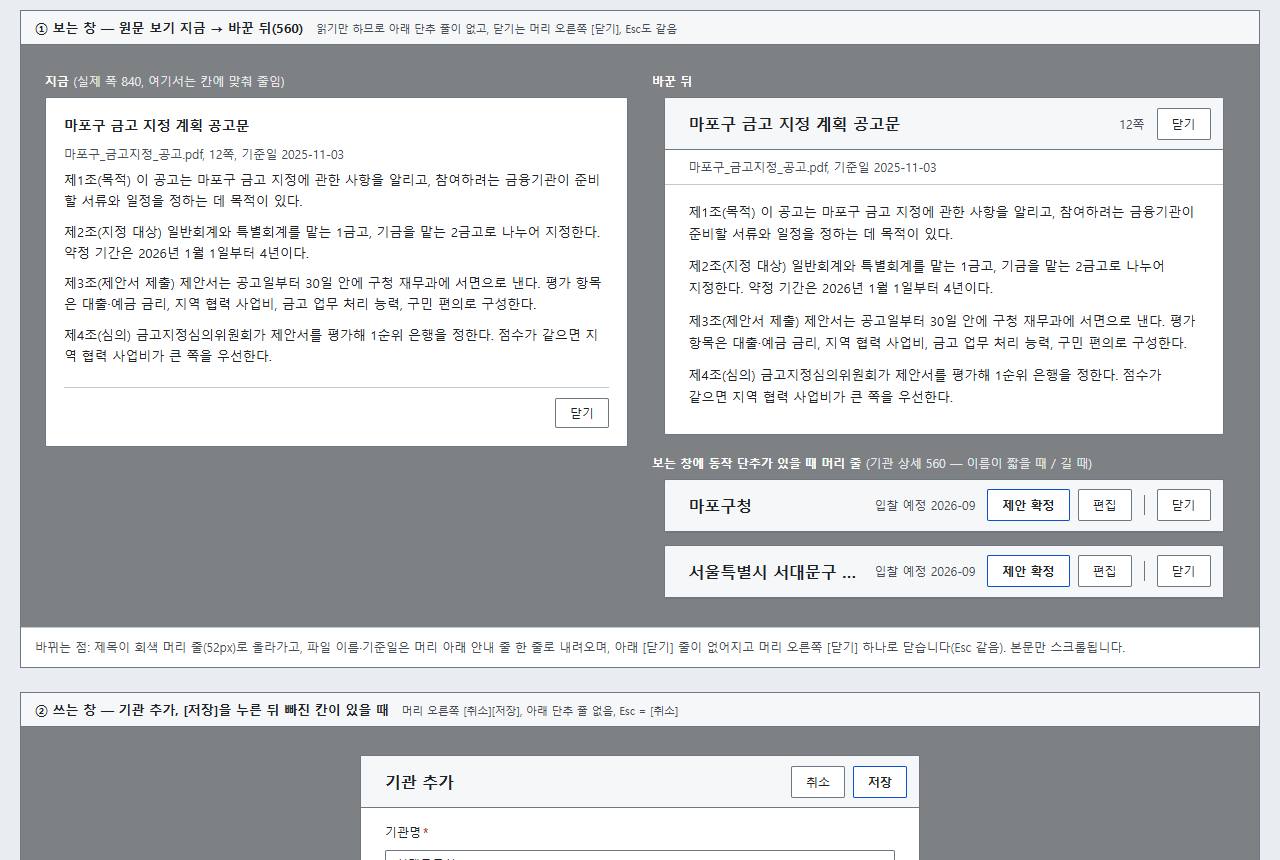 ① 보는 창 — 원문 보기 지금 → 바꾼 뒤(560) 읽기만 하므로 아래 단추 풀이 없고, 닫기는 머리 오른쪽 [닫기], Esc도 같음
지금 (실제 폭 840, 여기서는 칸에 맞춰 줄임)
마포구 금고 지정 계획 공고문
마포구_금고지정_공고.pdf, 12쪽, 기준일 2025-11-03
제1조(목적) 이 공고는 마포구 금고 지정에 관한 사항을 알리고, 참여하려는 금융기관이 준비
할 서류와 일정을 정하는 데 목적이 있다.
제2조(지정 대상) 일반회계와 특별회계를 맡는 1금고, 기금을 맡는 2금고로 나누어 지정한다.
약정 기간은 2026년 1월 1일부터 4년이다.
제3조(제안서 제출) 제안서는 공고일부터 30일 안에 구청 재무과에 서면으로 낸다. 평가 항목
은 대출·예금 금리, 지역 협력 사업비, 금고 업무 처리 능력, 구민 편의로 구성한다.
제4조(심의) 금고지정심의위원회가 제안서를 평가해 1순위 은행을 정한다. 점수가 같으면 지
역 협력 사업비가 큰 쪽을 우선한다.
닫기
바꾼 뒤
마포구 금고 지정 계획 공고문 12쪽 닫기
마포구_금고지정_공고.pdf, 기준일 2025-11-03
제1조(목적) 이 공고는 마포구 금고 지정에 관한 사항을 알리고, 참여하려는 금융기관이
준비할 서류와 일정을 정하는 데 목적이 있다.
제2조(지정 대상) 일반회계와 특별회계를 맡는 1금고, 기금을 맡는 2금고로 나누어
지정한다. 약정 기간은 2026년 1월 1일부터 4년이다.
제3조(제안서 제출) 제안서는 공고일부터 30일 안에 구청 재무과에 서면으로 낸다. 평가
항목은 대출·예금 금리, 지역 협력 사업비, 금고 업무 처리 능력, 구민 편의로 구성한다.
제4조(심의) 금고지정심의위원회가 제안서를 평가해 1순위 은행을 정한다. 점수가
같으면 지역 협력 사업비가 큰 쪽을 우선한다.
보는 창에 동작 단추가 있을 때 머리 줄 (기관 상세 560 — 이름이 짧을 때 / 길 때)
마포구청 입찰 예정 2026-09 제안 확정 편집 닫기
서울특별시 서대문구 ... 입찰 예정 2026-09 제안 확정 편집 닫기
바뀌는 점: 제목이 회색 머리 줄(52px)로 올라가고, 파일 이름·기준일은 머리 아래 안내 줄 한 줄로 내려오며, 아래 [닫기] 줄이 없어지고 머리 오른쪽 [닫기] 하나로 닫습니다(Esc 같음). 본문만 스크롤됩니다.
② 쓰는 창 — 기관 추가, [저장]을 누른 뒤 빠진 칸이 있을 때 머리 오른쪽 [취소][저장], 아래 단추 풀 없음, Esc = [취소]
기관 추가 취소 저장
기관명*